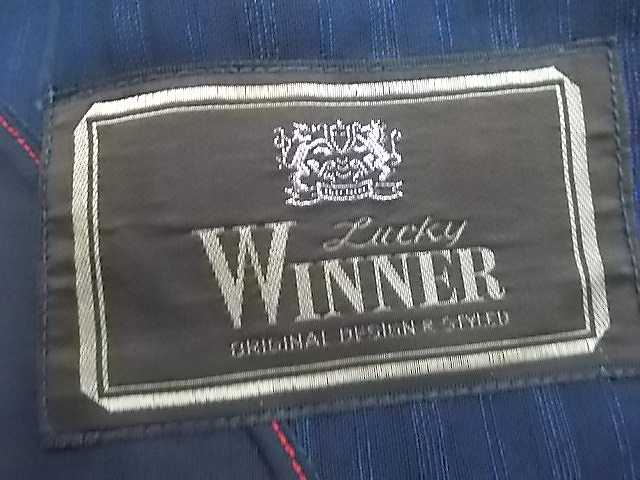 Lucky
WINNER
ORIGINAL DESIGN & STYLED